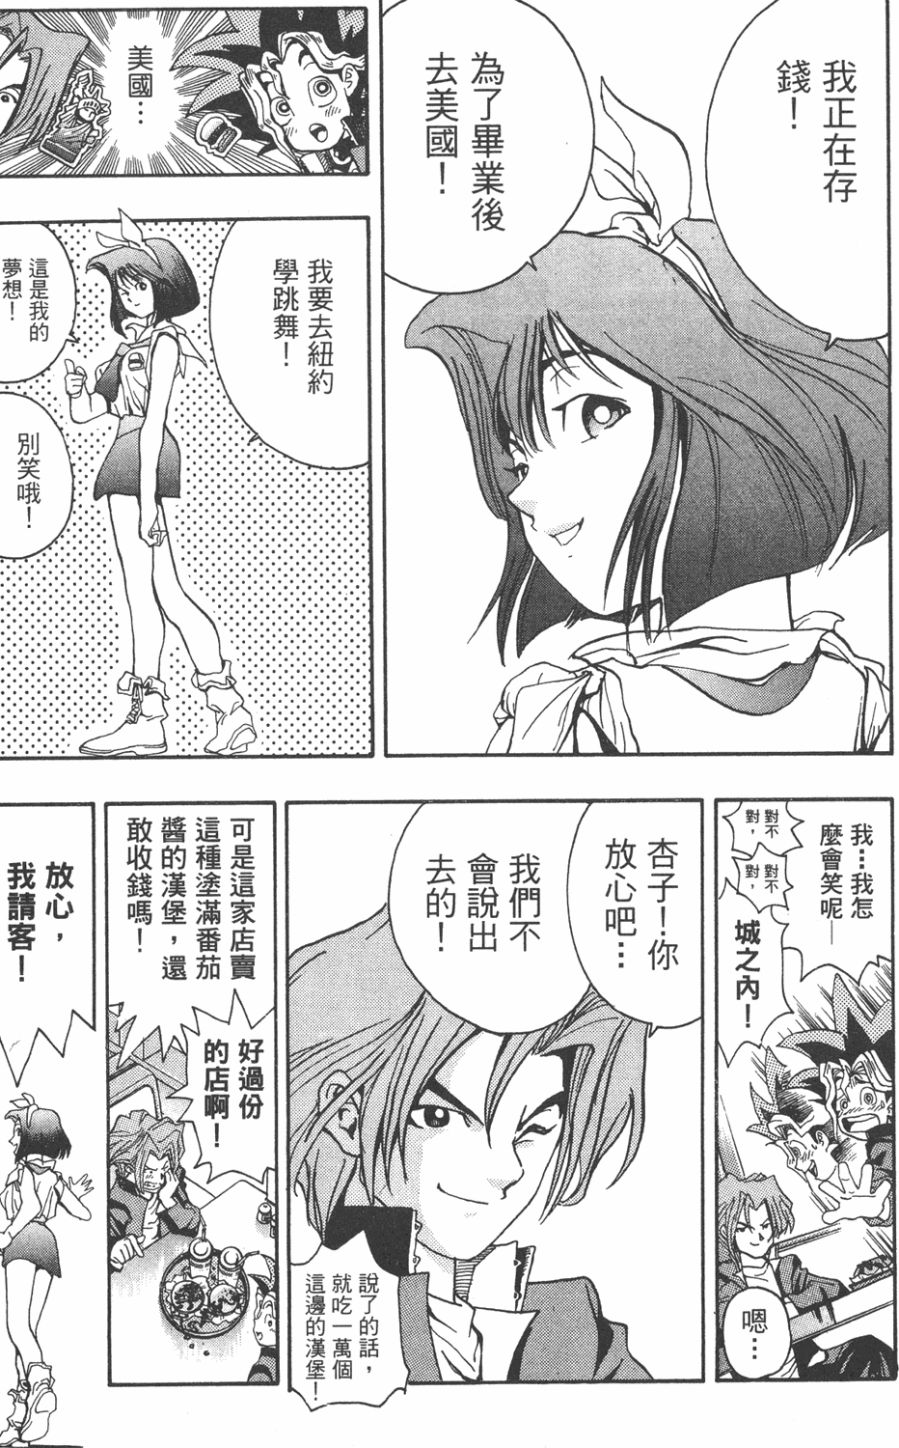 我正在存
錢！
為了畢業後
去美國！
美國…
我要去紐約
學跳舞！
這是我的
夢想！
別笑哦！
我…我怎
麼會笑呢—
對不
對，
對不
對，
城之內！
嗯…
杏子！你
放心吧…
我們不
會說出
去的！
說了的話，
就吃一萬個
這邊的漢堡！
可是這家店賣
這種塗滿番茄
醬的漢堡，還
敢收錢嗎！
好過份
的店啊！
放心，
我請客！